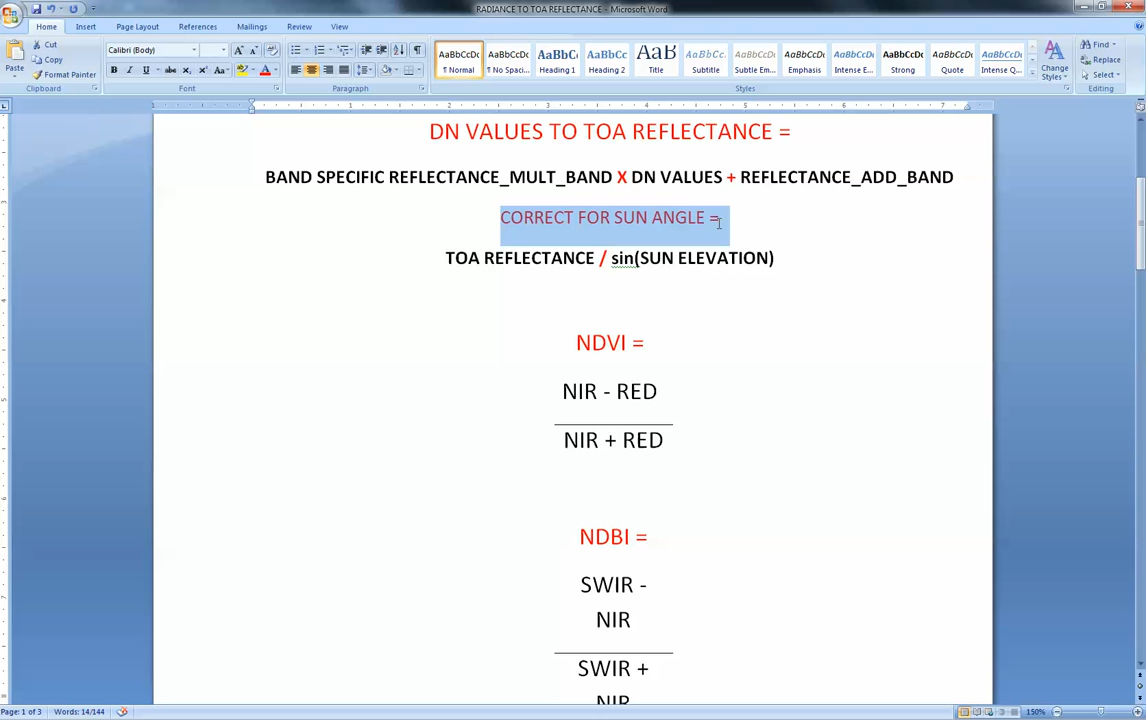 RADIANCE TO TOA REFLECTANCE - Microsoft Word
Home Insert Page Layout References Mailings Review View
Paste
Cut
Copy
Format Painter
Clipboard
Calibri (Body)
Font
Paragraph
AaBbCcDc AaBbCcDc AaBbCc AaBbCc AaB AaBbCc. AaBbCcDc AaBbCcDc AaBbCcDc AaBbCcDc AaBbCcDc
¶ Normal ¶ No Spaci... Heading 1 Heading 2 Title Subtitle Subtle Em... Emphasis Intense E... Strong Quote Intense Q...
Change
Styles
Styles
Find
Replace
Select
Editing
DN VALUES TO TOA REFLECTANCE =
BAND SPECIFIC REFLECTANCE_MULT_BAND X DN VALUES + REFLECTANCE_ADD_BAND
CORRECT FOR SUN ANGLE =
TOA REFLECTANCE / sin(SUN ELEVATION)
NDVI =
NIR - RED
NIR + RED
NDBI =
SWIR -
NIR
SWIR +
NIR
Page: 1 of 3 Words: 14/144 150%